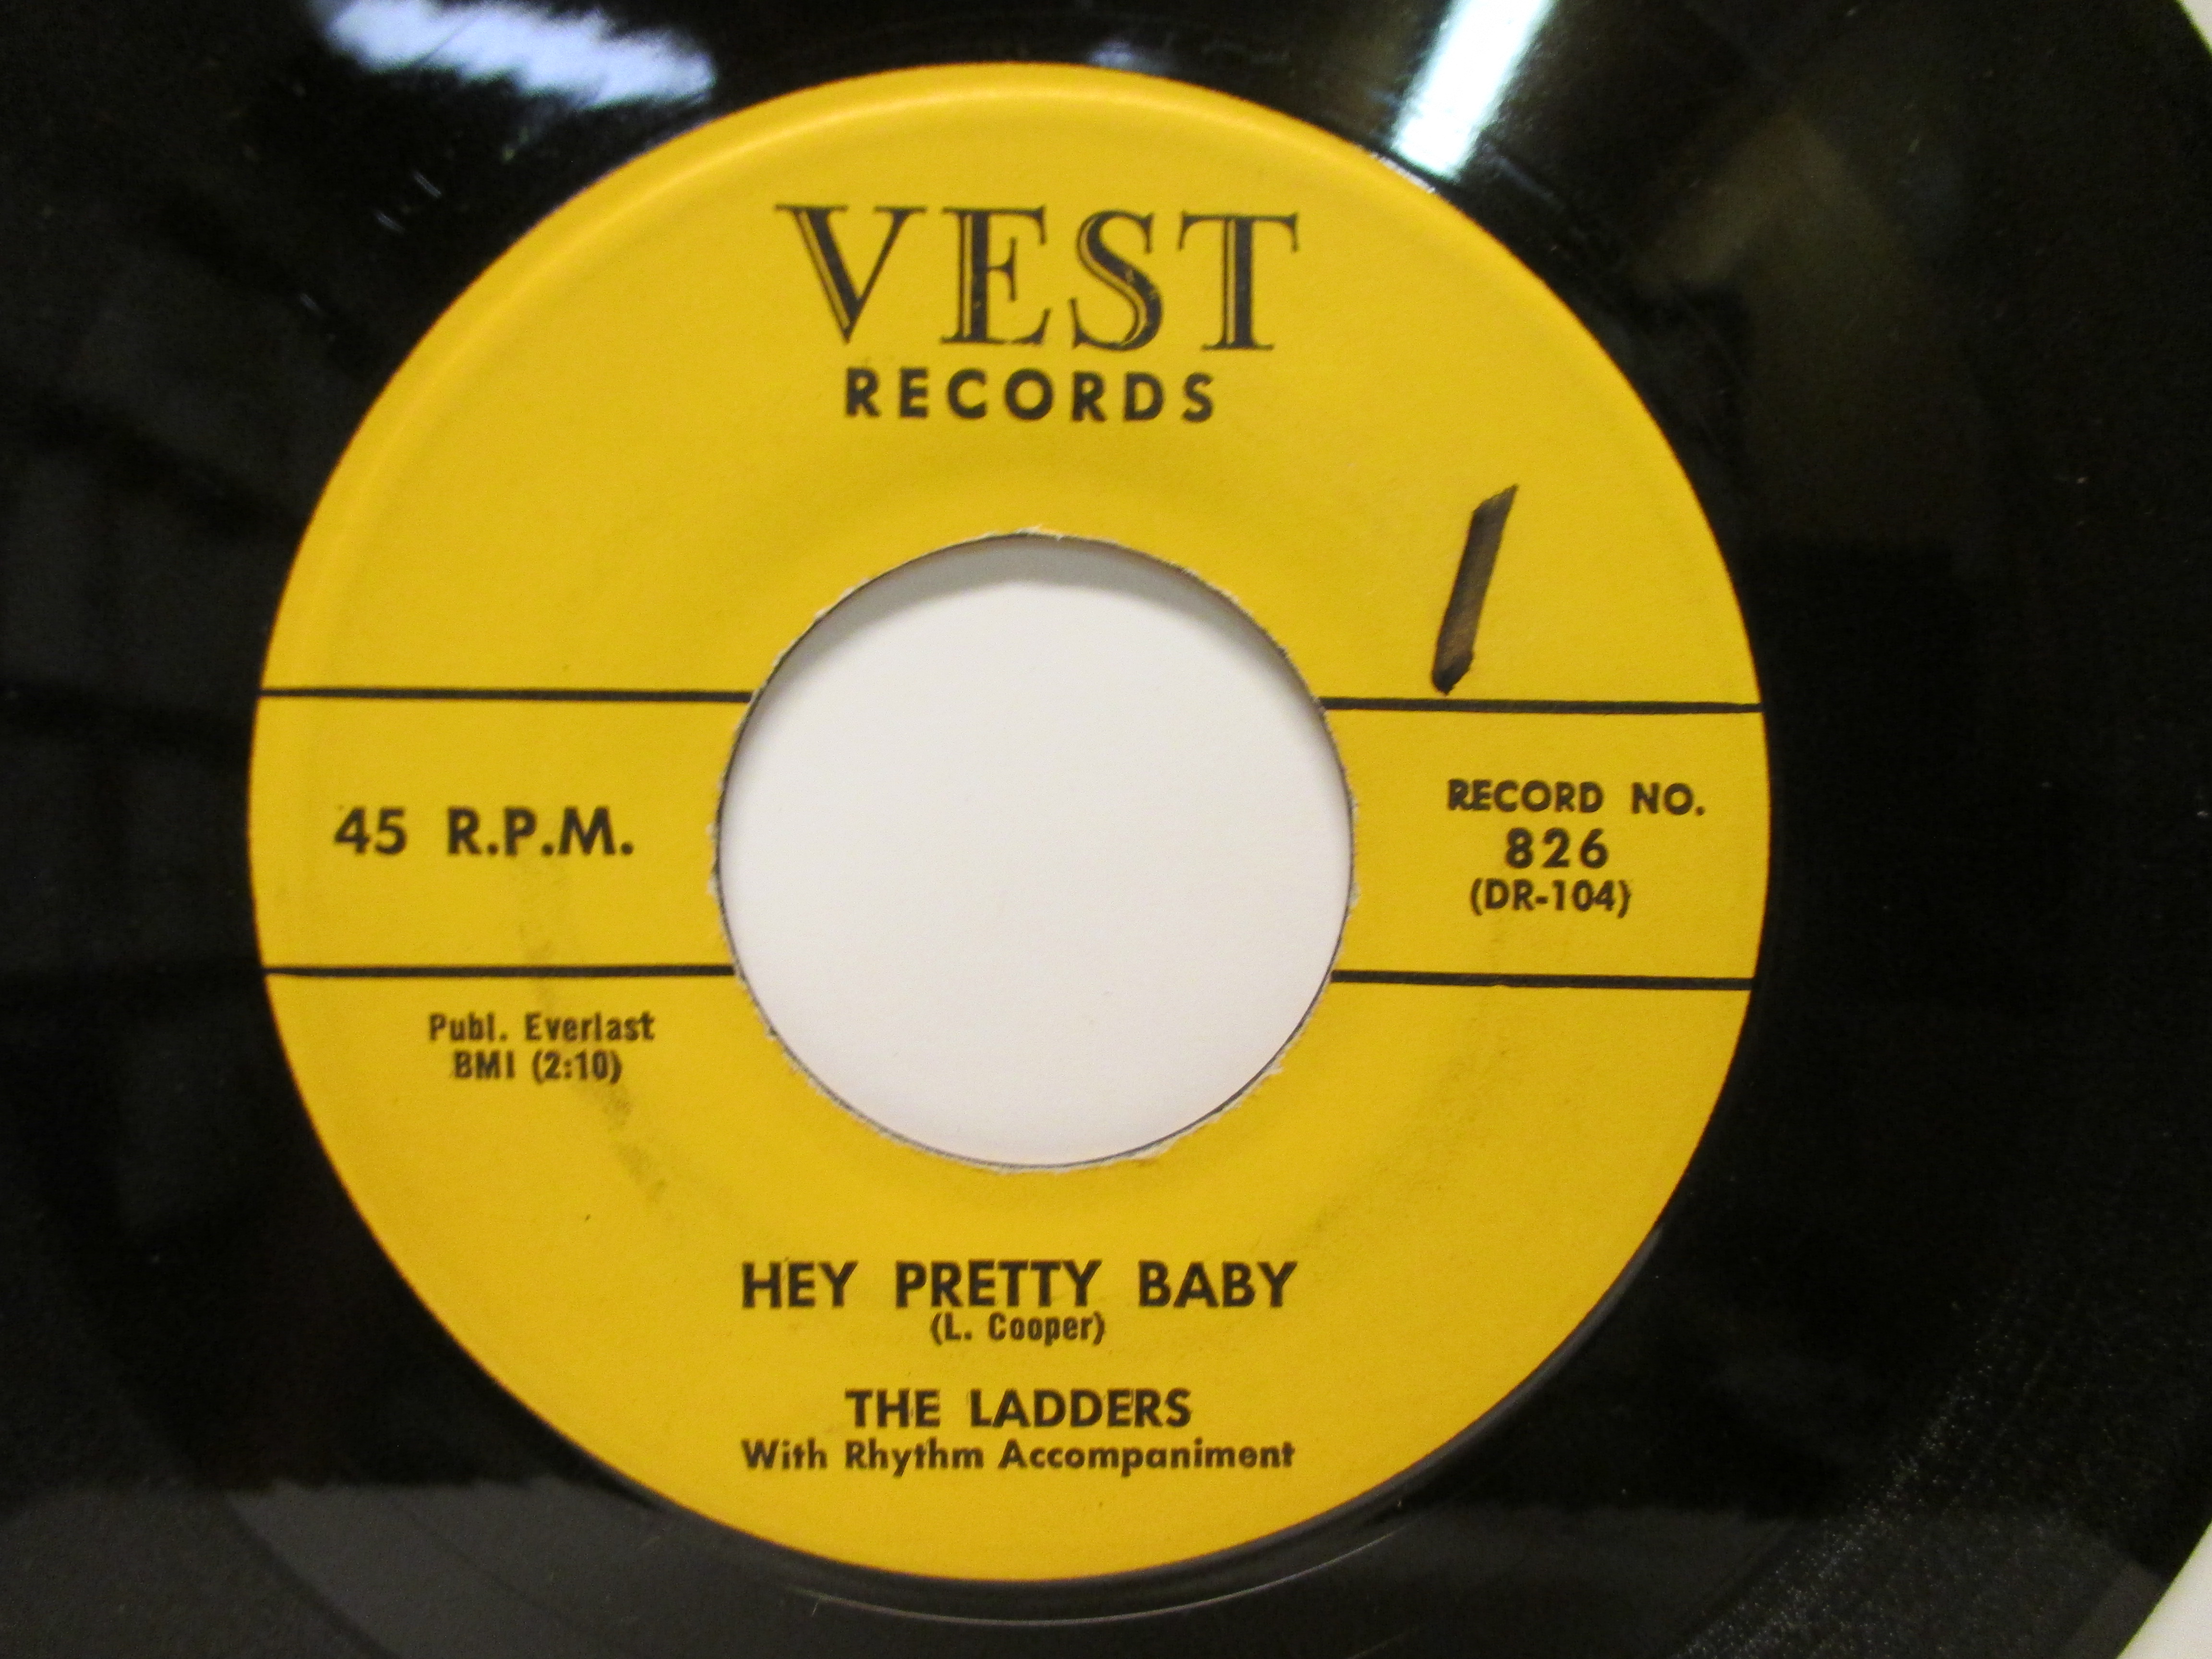 VEST
RECORDS
45 R.P.M.
RECORD NO.
826
(DR-104)
Publ. Everlast
BMI (2:10)
HEY PRETTY BABY
(L. Cooper)
THE LADDERS
With Rhythm Accompaniment